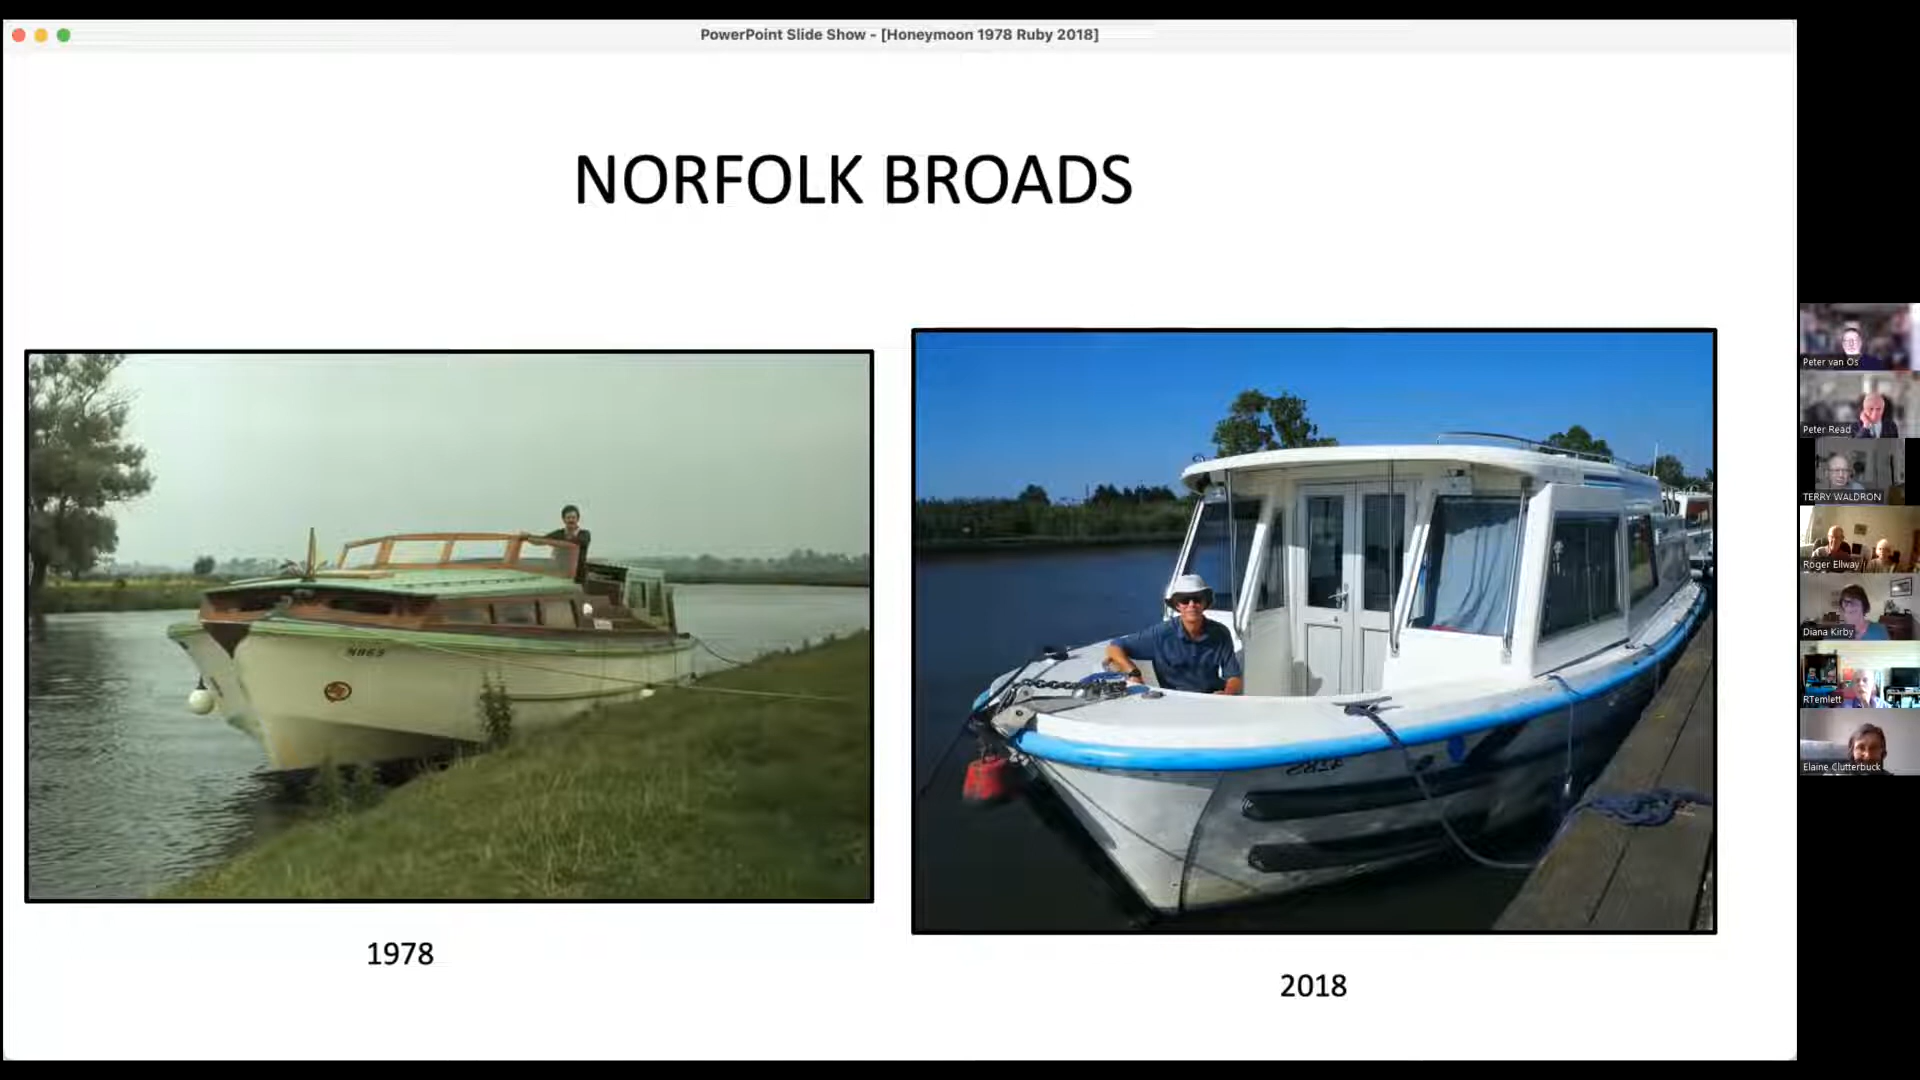 PowerPoint Slide Show - [Honeymoon 1978 Ruby 2018]
NORFOLK BROADS
1978
2018
Peter van Os
Peter Read
TERRY WALDRON
Roger Ellway
Diana Kirby
RTemlett
Elaine Clutterbuck